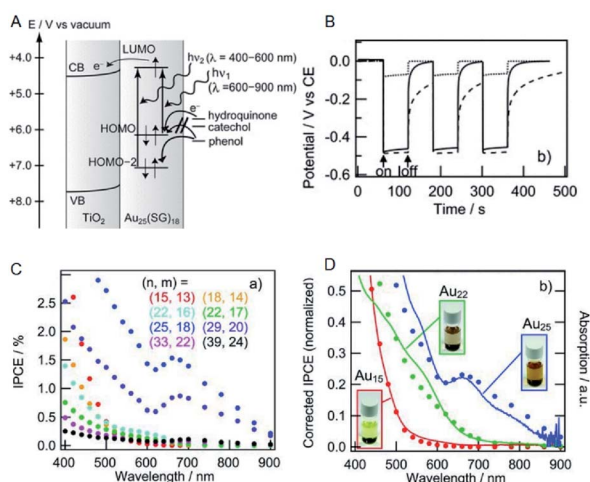 A
E / V vs vacuum
+4.0
+5.0
+6.0
+7.0
+8.0
CB
e⁻
LUMO
hν₂ (λ = 400−600 nm)
hν₁
(λ =600-900 nm)
e⁻
hydroquinone
catechol
phenol
HOMO
HOMO−2
VB
TiO₂
Au₂₅(SG)₁₈
B
Potential / V vs CE
0.0
-0.2
-0.4
-0.6
on
off
b)
0 100 200 300 400 500
Time / s
C
IPCE / %
2.5
2.0
1.5
1.0
0.5
0.0
(n, m) =
a)
(15, 13) (18, 14)
(22, 16) (22, 17)
(25, 18) (29, 20)
(33, 22) (39, 24)
400 500 600 700 800 900
Wavelength / nm
D
Corrected IPCE (normalized)
0.5
0.4
0.3
0.2
0.1
0.0
b)
Au₂₂
Au₂₅
Au₁₅
Absorption / a.u.
400 500 600 700 800 900
Wavelength / nm